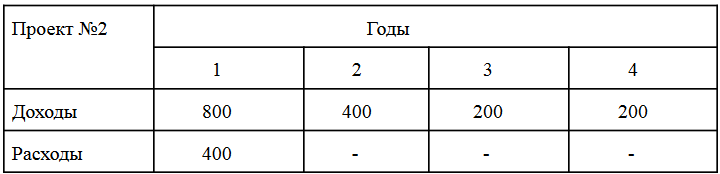 Проект №2 Годы
1 2 3 4
Доходы 800 400 200 200
Расходы 400 - - -